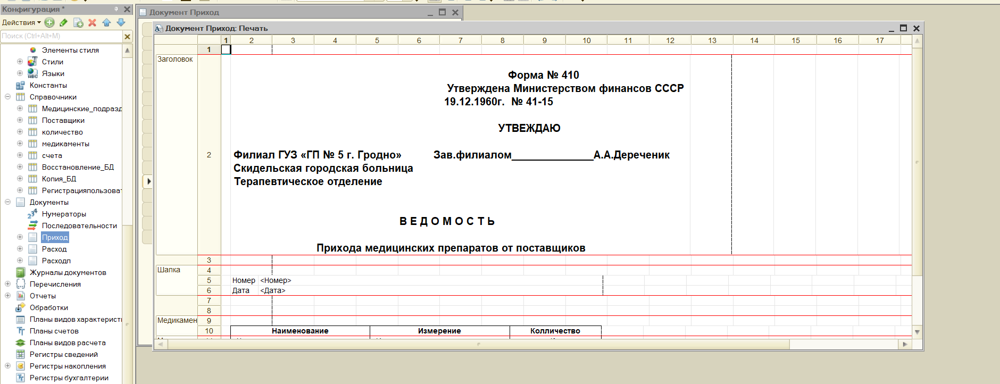 Конфигурация *
Действия
Поиск (Ctrl+Alt+M)
Элементы стиля
Стили
Языки
Константы
Справочники
Медицинские_подразд
Поставщики
количество
медикаменты
счета
Восстановление_БД
Копия_БД
Регистрацияпользоват
Документы
Нумераторы
Последовательности
Приход
Расход
Расходп
Журналы документов
Перечисления
Отчеты
Обработки
Планы видов характерист
Планы счетов
Планы видов расчета
Регистры сведений
Регистры накопления
Регистры бухгалтерии
Документ Приход
Документ Приход: Печать
1 2 3 4 5 6 7 8 9 10 11 12 13 14 15 16 17
1
Заголовок
Форма № 410
Утверждена Министерством финансов СССР
19.12.1960г. № 41-15
УТВЕЖДАЮ
2
Филиал ГУЗ «ГП № 5 г. Гродно» Зав.филиалом______________А.А.Дереченик
Скидельская городская больница
Терапевтическое отделение
В Е Д О М О С Т Ь
Прихода медицинских препаратов от поставщиков
3
Шапка 4
5 Номер <Номер>
6 Дата <Дата>
7
8
Медикамен 9
10 Наименование Измерение Колличество